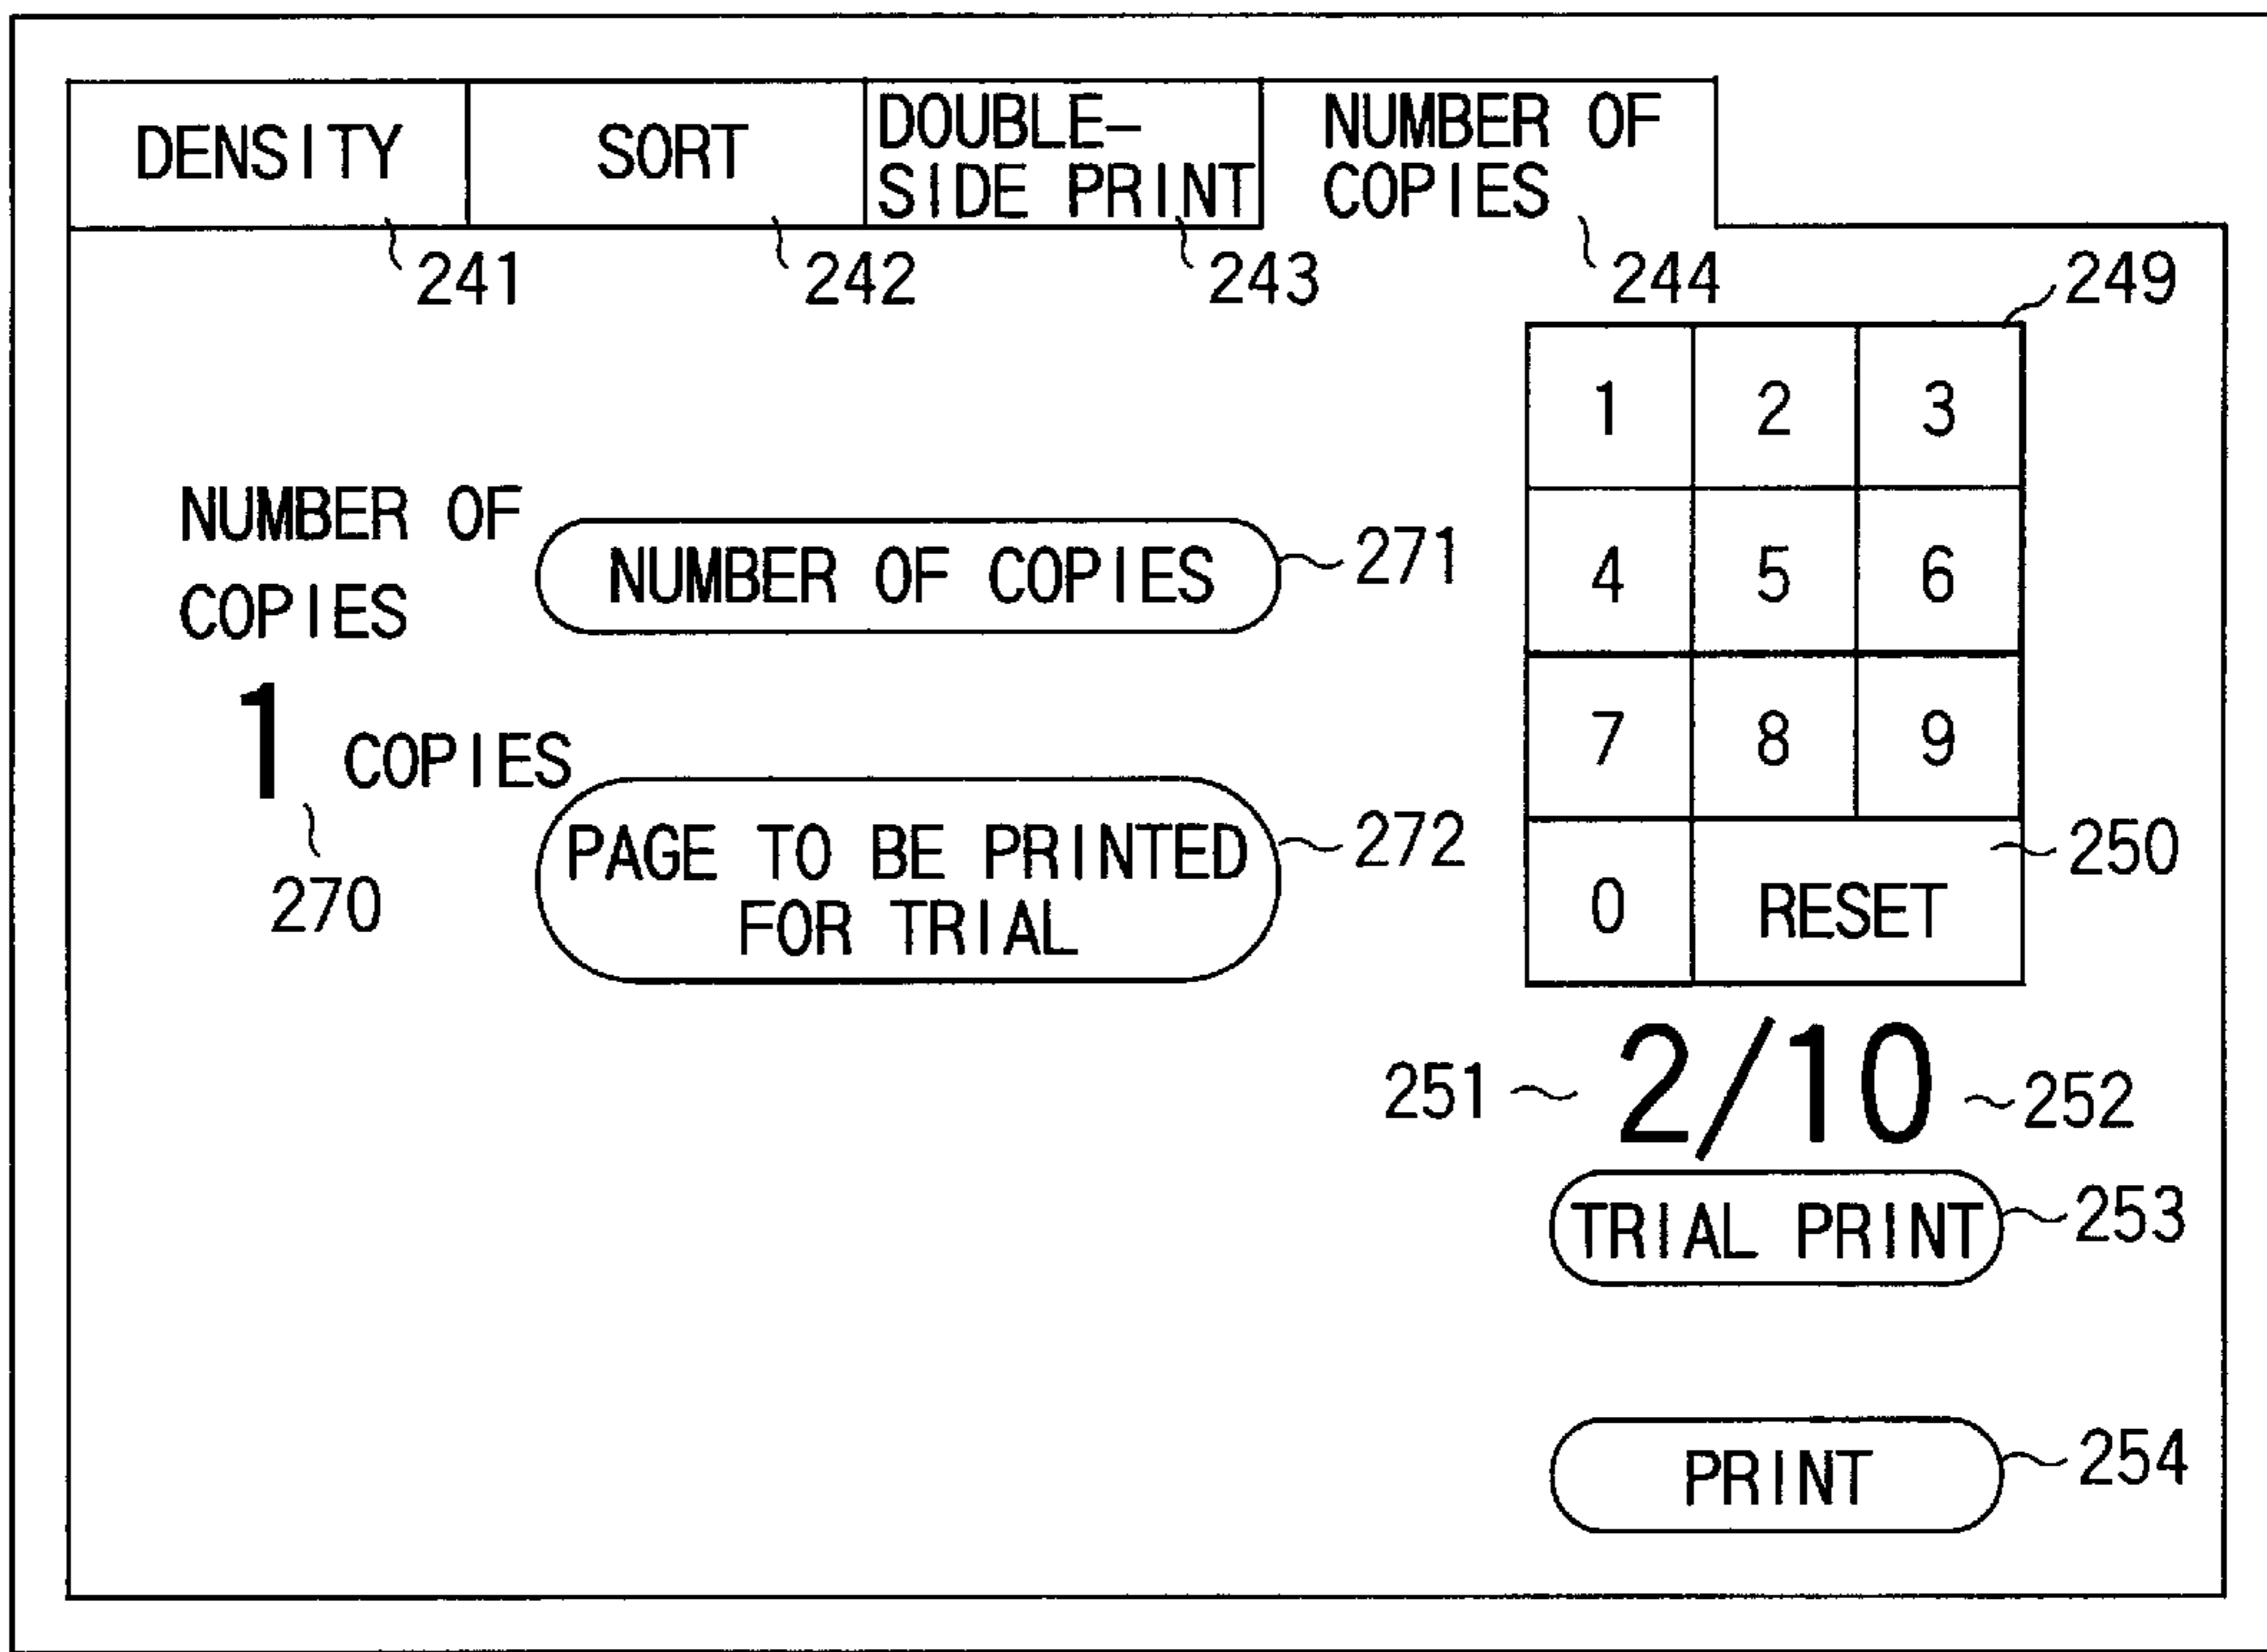 DENSITY
SORT
DOUBLE-
SIDE PRINT
NUMBER OF
COPIES
241
242
243
244
249
1 2 3
NUMBER OF
COPIES
NUMBER OF COPIES
271
4 5 6
1 COPIES
270
7 8 9
PAGE TO BE PRINTED
FOR TRIAL
272
0 RESET
250
251
2/10
252
TRIAL PRINT
253
PRINT
254